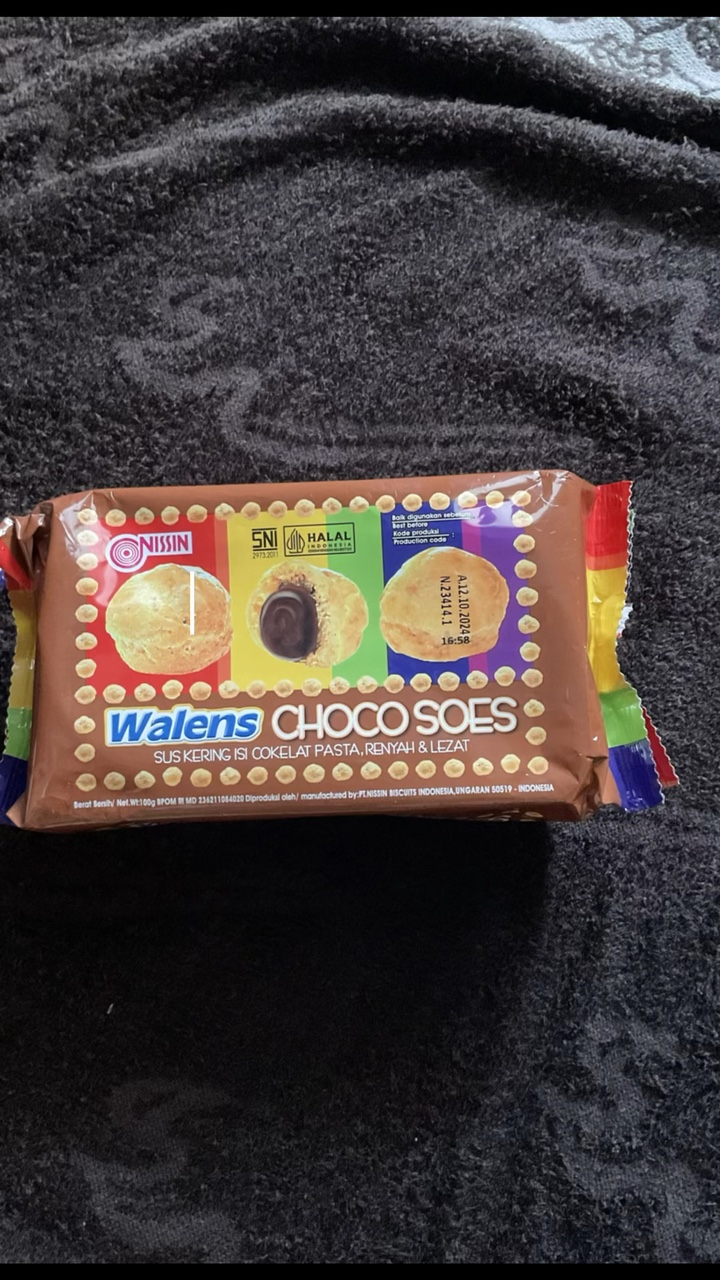 NISSIN
SNI
2973:2011
HALAL
INDONESIA
Baik digunakan sebelum
Best before
Kode produksi
Production code :
A.12.10.2024
N.23414.1
16:58
Walens CHOCO SOES
SUS KERING ISI COKELAT PASTA, RENYAH & LEZAT
Berat Bersih/ Net.Wt:100g BPOM RI MD 236211084020 Diproduksi oleh/ manufactured by:PT.NISSIN BISCUITS INDONESIA,UNGARAN 50519 - INDONESIA